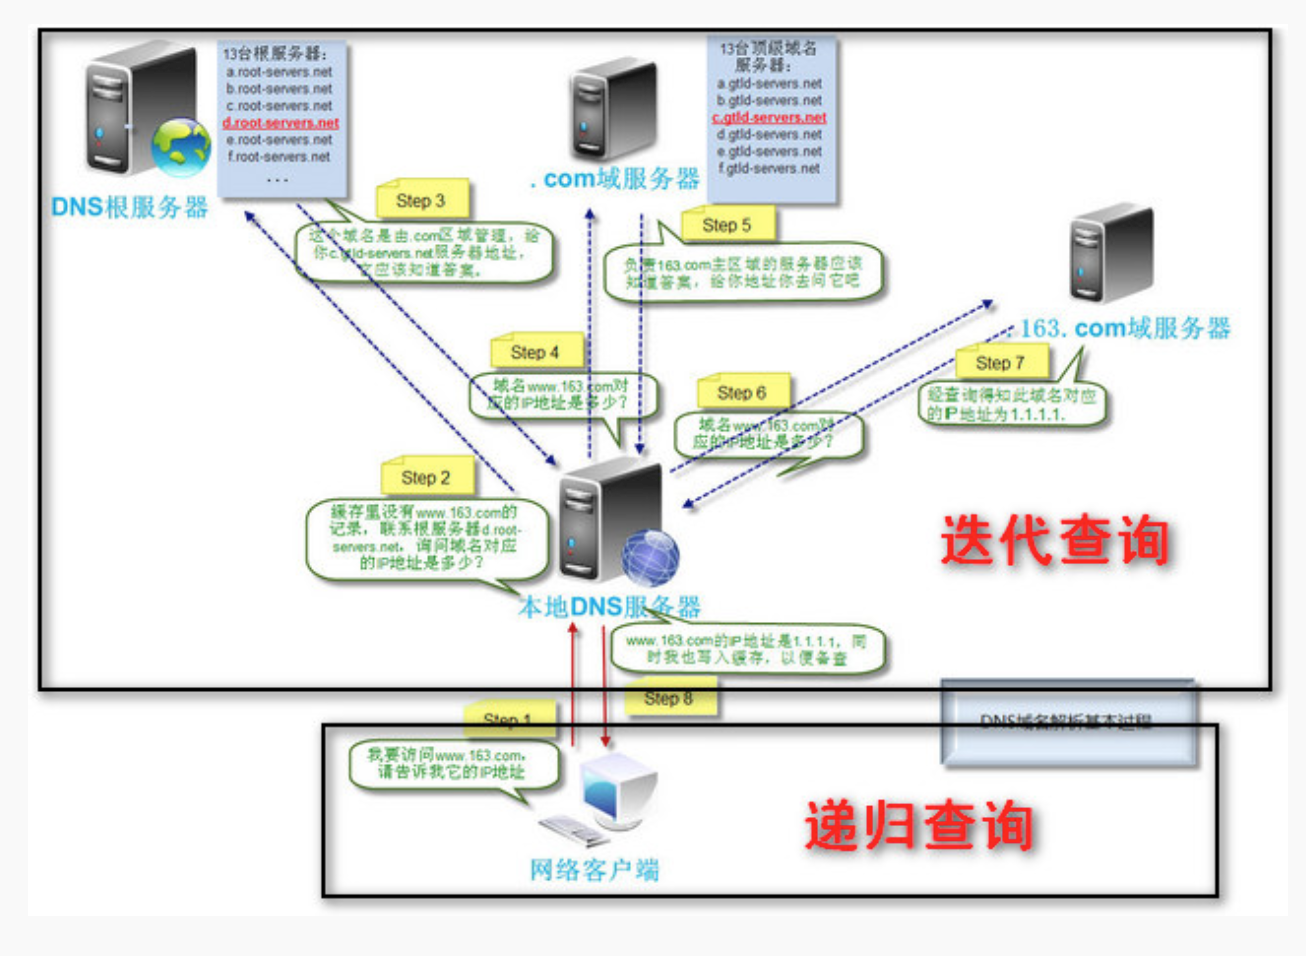 13台根服务器：
a.root-servers.net
b.root-servers.net
c.root-servers.net
d.root-servers.net
e.root-servers.net
f.root-servers.net
...
DNS根服务器
13台顶级域名
服务器：
a.gtld-servers.net
b.gtld-servers.net
c.gtld-servers.net
d.gtld-servers.net
e.gtld-servers.net
f.gtld-servers.net
.com域服务器
Step 3
这个域名是由.com区域管理，给
你c.gtld-servers.net服务器地址，
它应该知道答案。
Step 5
负责163.com主区域的服务器应该
知道答案，给你地址你去问它吧
.163.com域服务器
Step 4
域名www.163.com对
应的IP地址是多少？
Step 6
域名www.163.com对
应的IP地址是多少？
Step 7
经查询得知此域名对应
的IP地址为1.1.1.1.
Step 2
缓存里没有www.163.com的
记录，联系根服务器d.root-
servers.net，询问域名对应
的IP地址是多少？
迭代查询
本地DNS服务器
www.163.com的IP地址是1.1.1.1，同
时我也写入缓存，以便备查
Step 8
Step 1
DNS域名解析基本过程
我要访问www.163.com，
请告诉我它的IP地址
递归查询
网络客户端